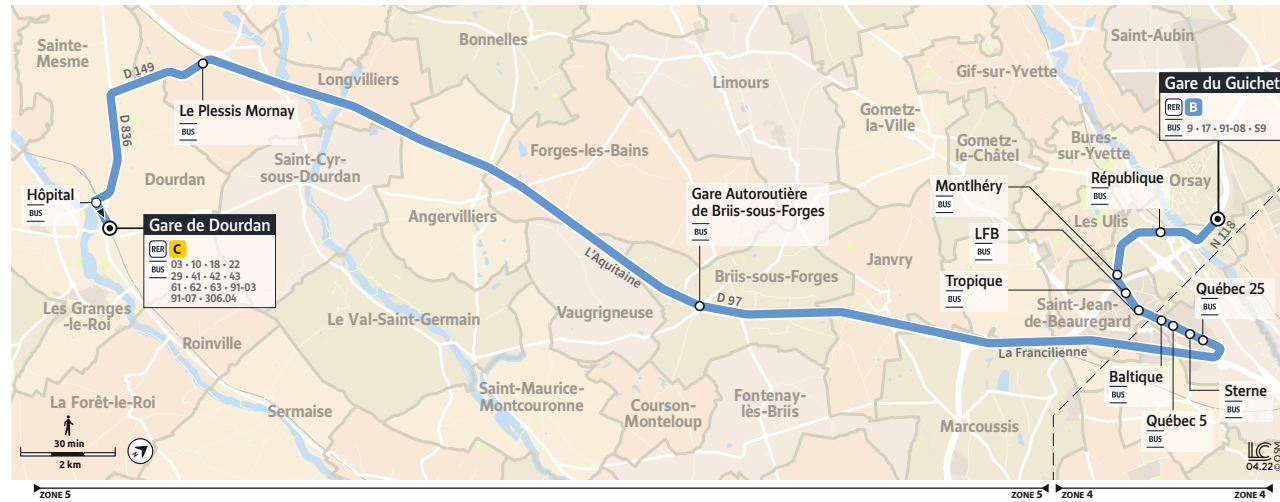 Sainte-
Mesme
D 149
D 836
Le Plessis Mornay
BUS
Longvilliers
Bonnelles
Limours
Saint-Aubin
Gif-sur-Yvette
Gare du Guichet
RER B
BUS 9 • 17 • 91-08 • S9
Gometz-
la-Ville
Gometz-
le-Châtel
Bures-
sur-Yvette
Orsay
République
BUS
Les Ulis
N 118
Montlhéry
BUS
LFB
BUS
Tropique
BUS
Saint-Jean-
de-Beauregard
Québec 25
BUS
Saint-Cyr-
sous-Dourdan
Dourdan
Hôpital
BUS
Gare de Dourdan
RER C
BUS 03 • 10 • 18 • 22
29 • 41 • 42 • 43
61 • 62 • 63 • 91-03
91-07 • 306.04
Forges-les-Bains
Angervilliers
L'Aquitaine
Gare Autoroutière
de Briis-sous-Forges
BUS
D 97
Briis-sous-Forges
Janvry
La Francilienne
Baltique
BUS
Québec 5
BUS
Sterne
BUS
Les Granges
-le-Roi
Roinville
Le Val-Saint-Germain
Vaugrigneuse
Saint-Maurice-
Montcouronne
Courson-
Monteloup
Fontenay-
lès-Briis
Marcoussis
La Forêt-le-Roi
Sermaise
30 min
2 km
LC
04.22
© OSM
ZONE 5
ZONE 5
ZONE 4
ZONE 4